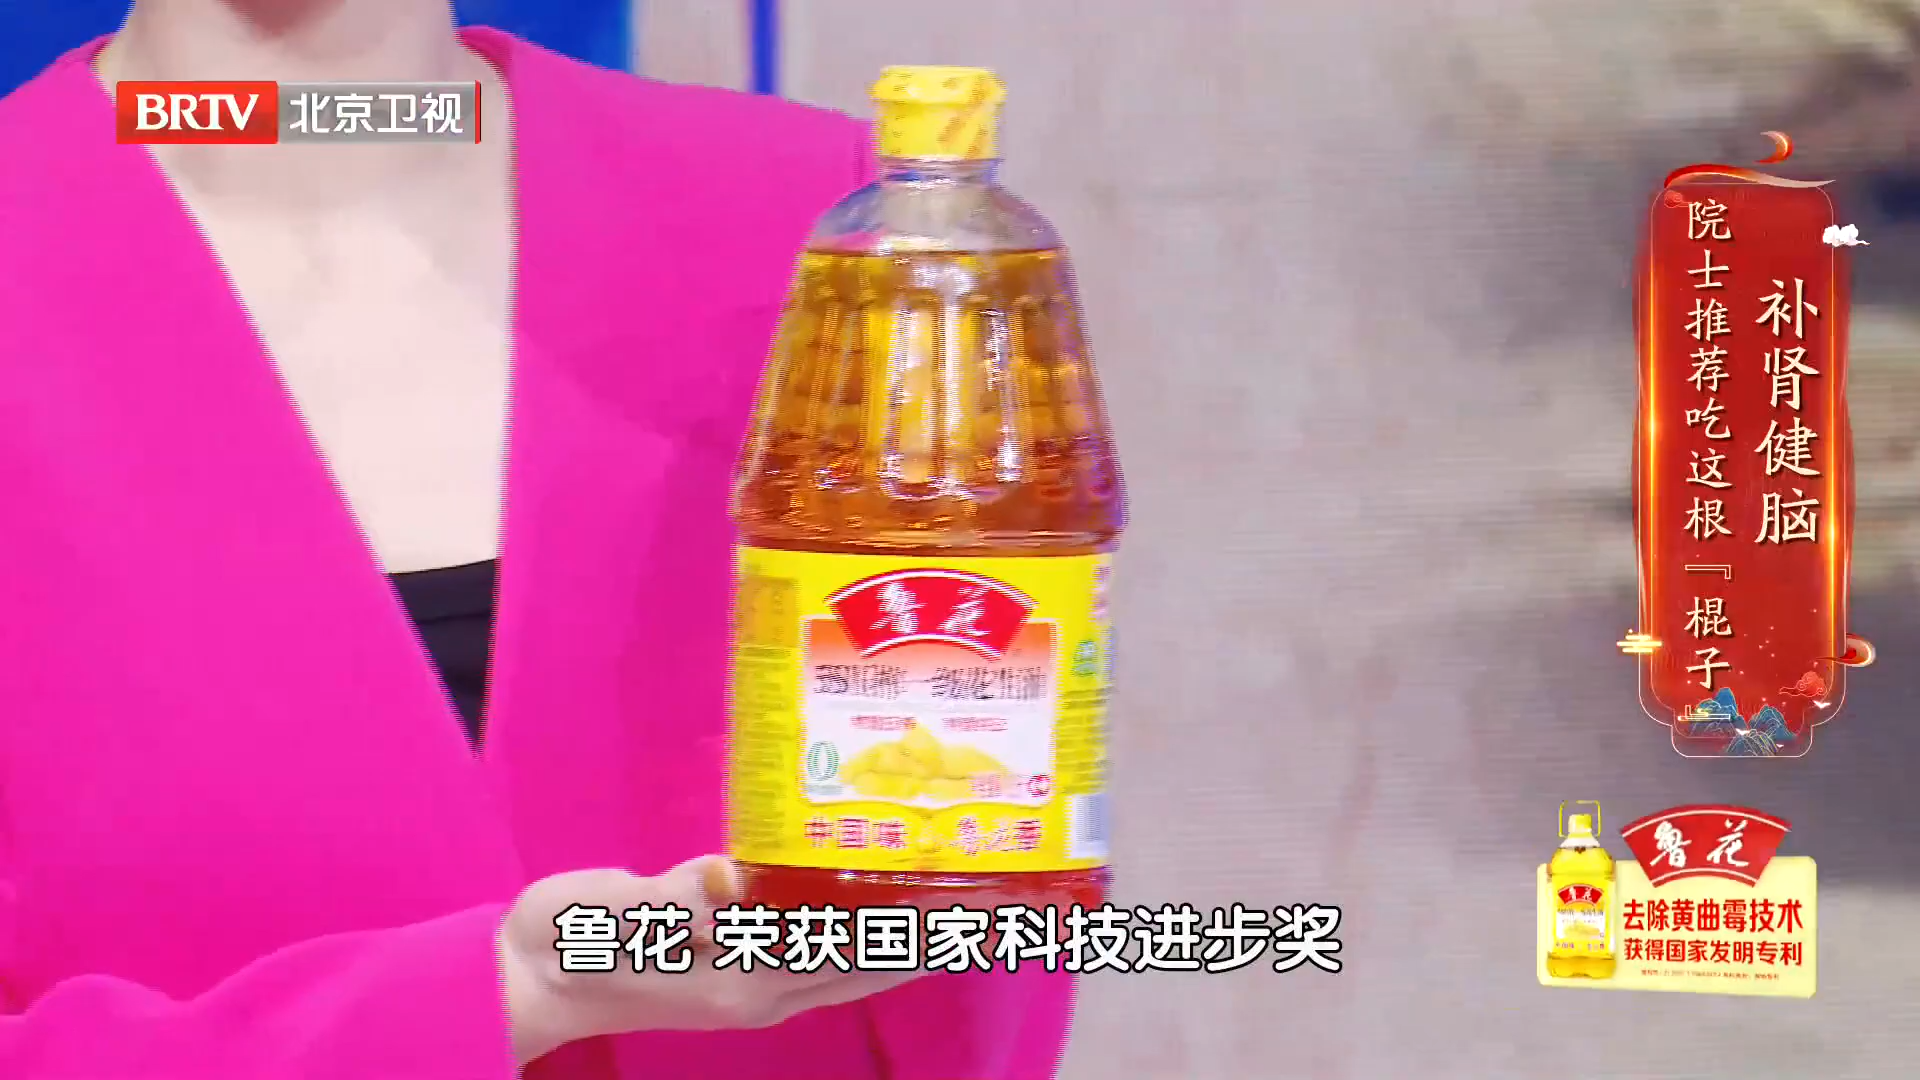 BRTV 北京卫视
补肾健脑
院士推荐吃这根『棍子』
鲁花
5S压榨一级花生油
中国味 鲁花香
鲁花 荣获国家科技进步奖
鲁花
鲁花
去除黄曲霉技术
获得国家发明专利